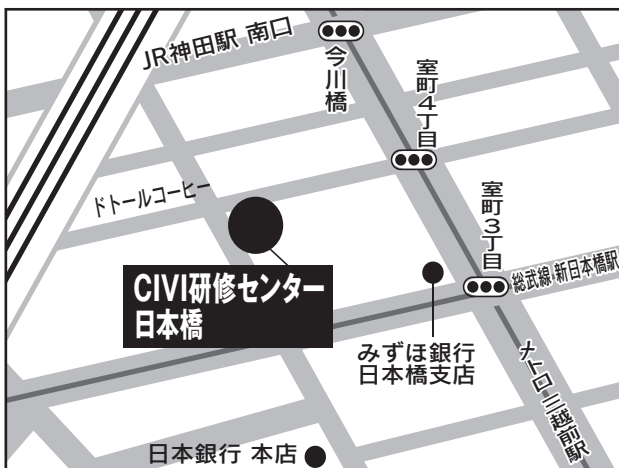 JR神田駅 南口
今川橋
室町4丁目
室町3丁目
ドトールコーヒー
総武線 新日本橋駅
CIVI研修センター
日本橋
みずほ銀行
日本橋支店
メトロ 三越前駅
日本銀行 本店